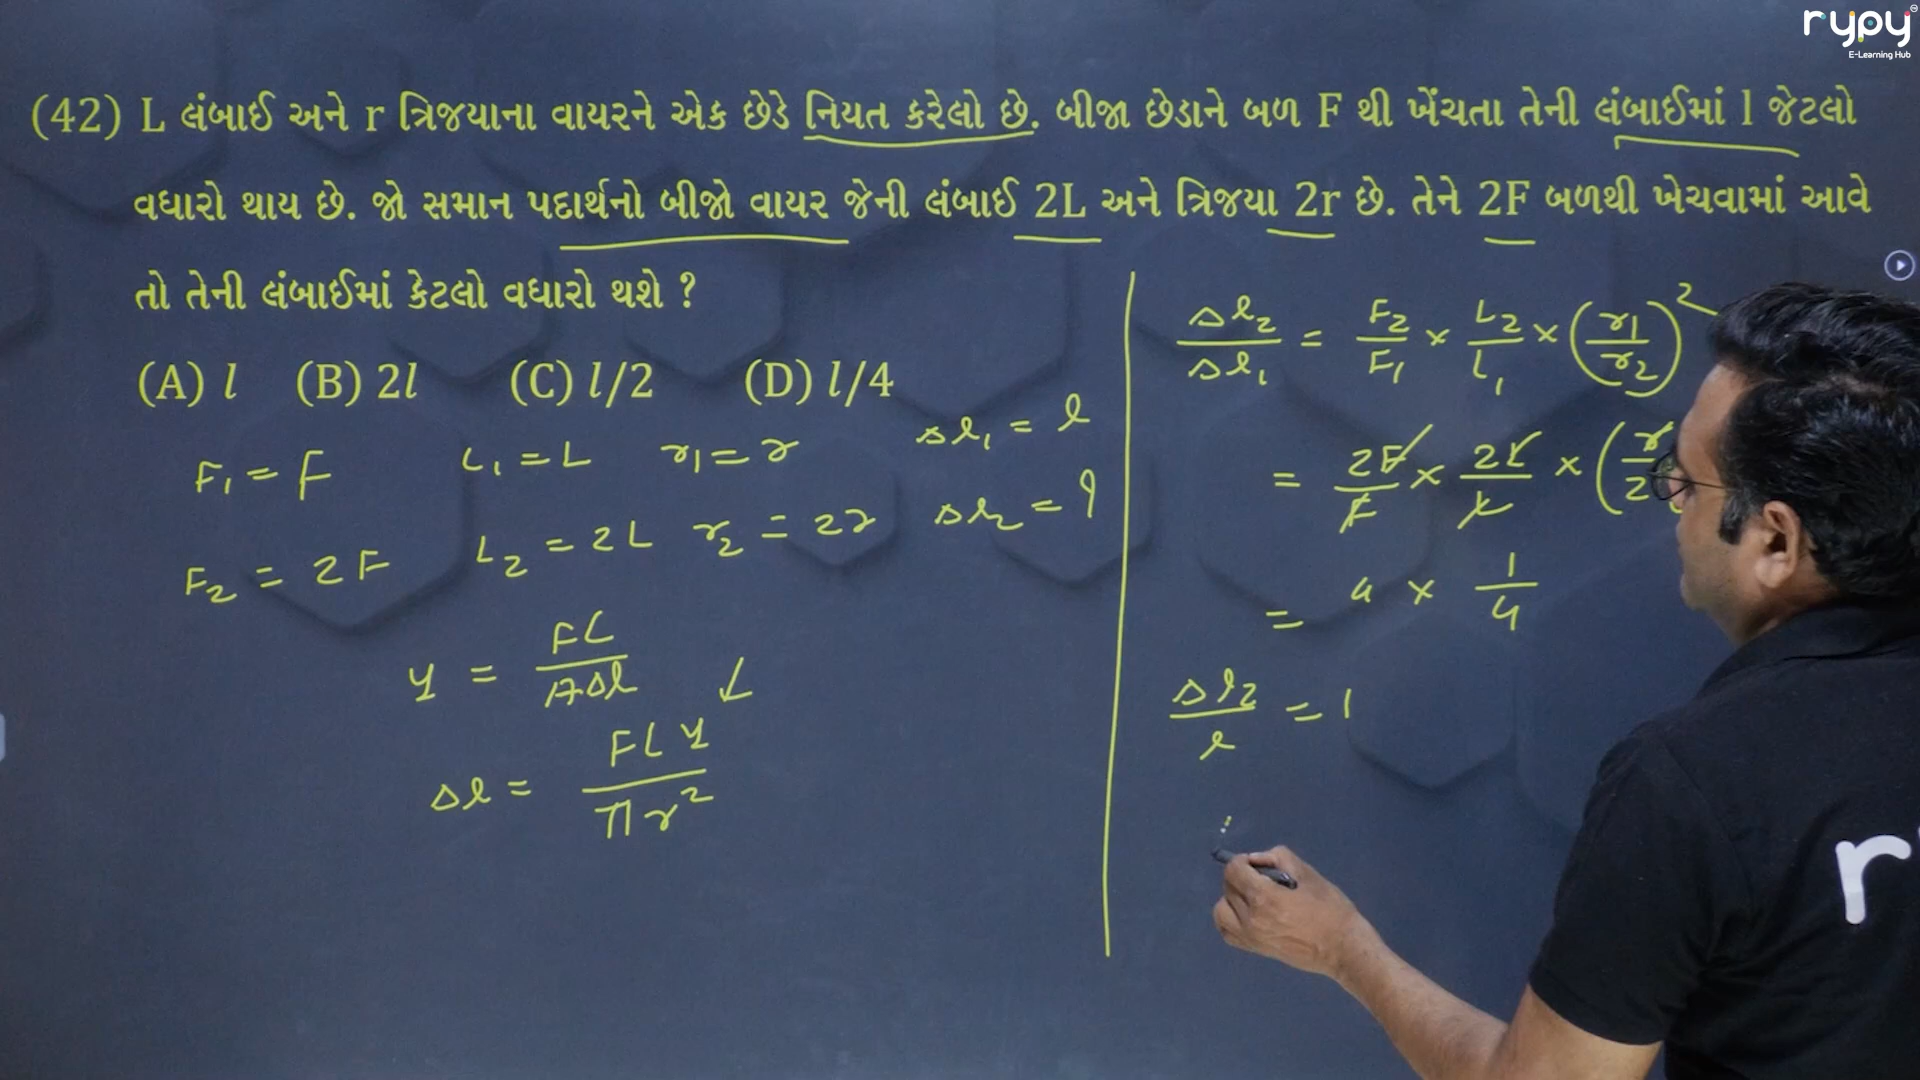 rypy
E-Learning Hub
(42) L લંબાઈ અને r ત્રિજયાના વાયરને એક છેડે નિયત કરેલો છે. બીજા છેડાને બળ F થી ખેંચતા તેની લંબાઈમાં l જેટલો
વધારો થાય છે. જો સમાન પદાર્થનો બીજો વાયર જેની લંબાઈ 2L અને ત્રિજયા 2r છે. તેને 2F બળથી ખેચવામાં આવે
તો તેની લંબાઈમાં કેટલો વધારો થશે ?
(A) l (B) 2l (C) l/2 (D) l/4
F₁ = F L₁ = L r₁ = r Δl₁ = l
F₂ = 2F L₂ = 2L r₂ = 2r Δl₂ = ?
y = FL/AΔl
Δl = FLy/πr²
Δl₂/Δl₁ = F₂/F₁ × L₂/L₁ × (r₁/r₂)²
= 2F/F × 2L/L × (r/2
= 4 × 1/4
Δl₂/l = 1
r